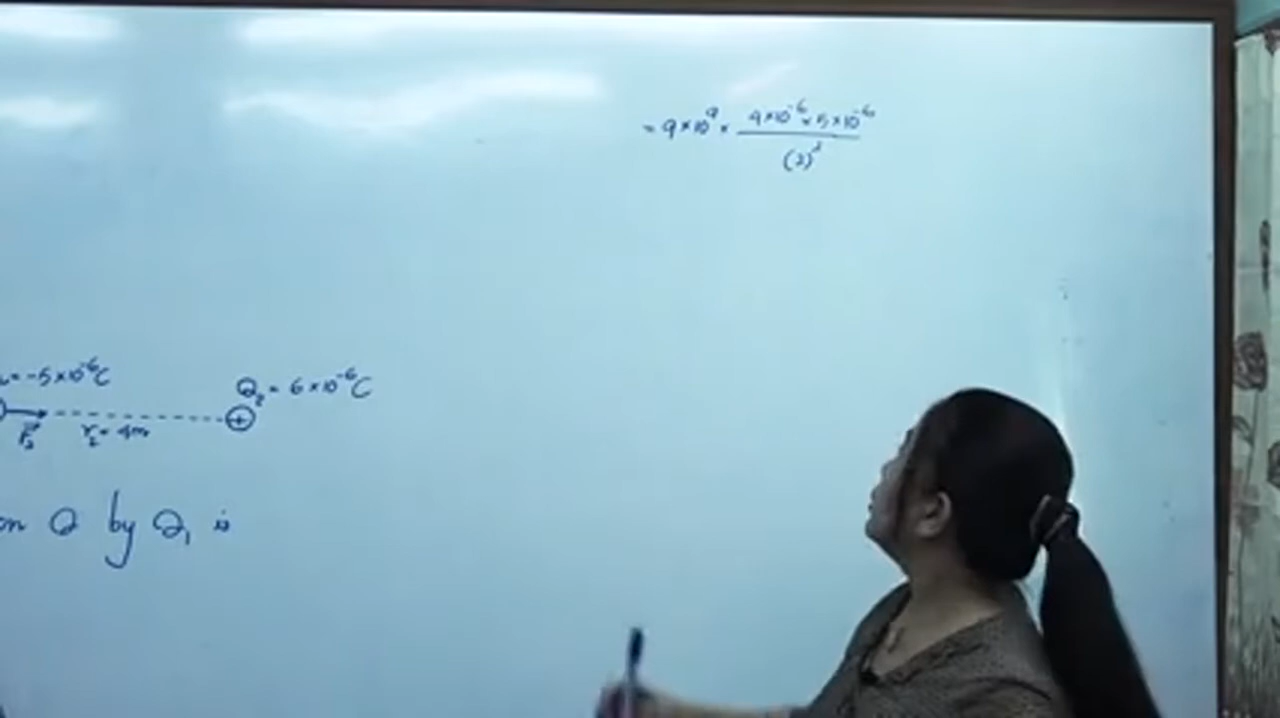 = 9×10⁹ × 4×10⁻⁶ × 5×10⁻⁶ / (2)²
= -5×10⁻⁶C
Q₂ = 6×10⁻⁶C
F₂ r₂ = 4m
on Q by Q₁ is